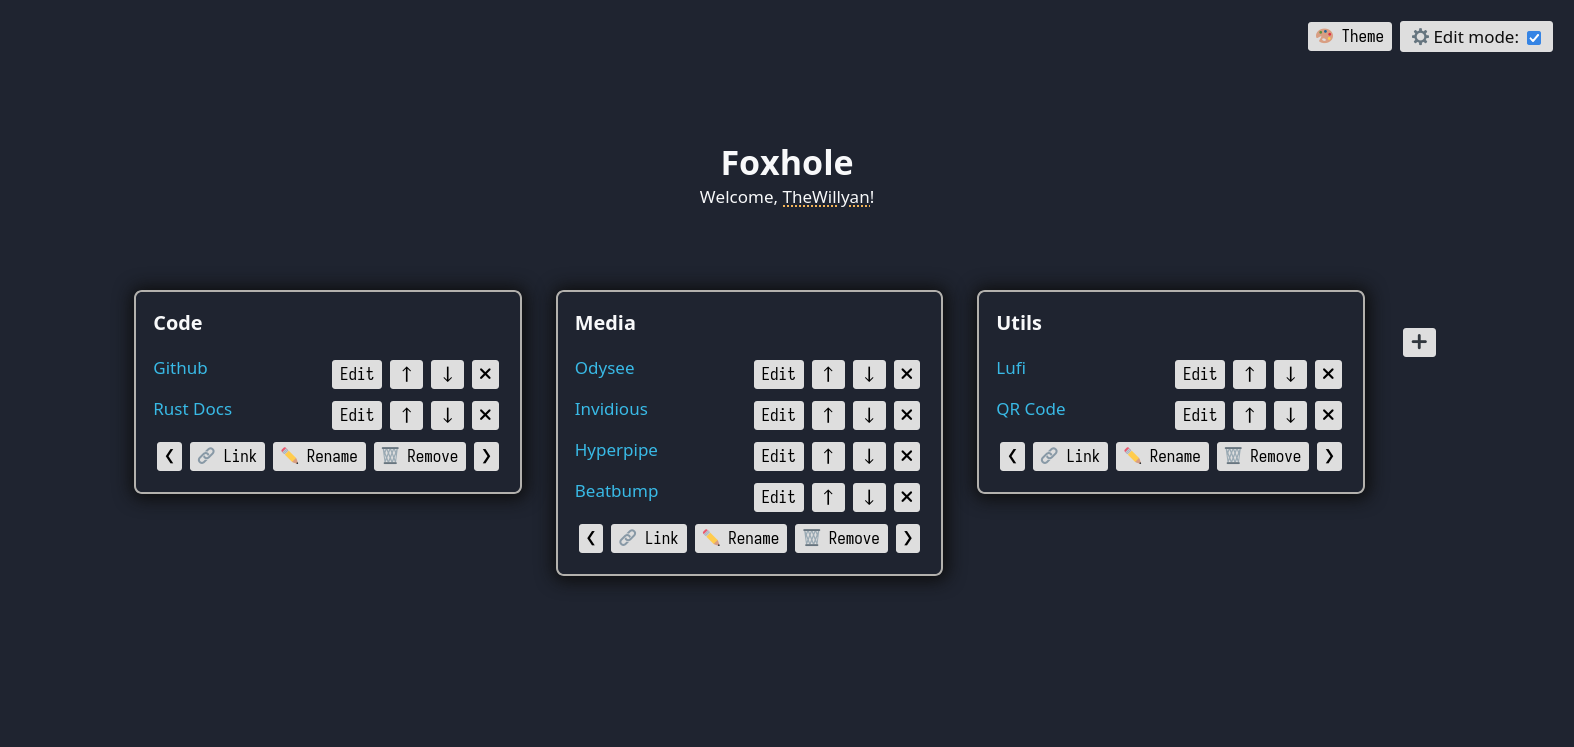 🎨 Theme ⚙ Edit mode:
Foxhole
Welcome, TheWillyan!
Code
Github Edit ↑ ↓ ✕
Rust Docs Edit ↑ ↓ ✕
❮ 🔗 Link ✏️ Rename 🗑️ Remove ❯
Media
Odysee Edit ↑ ↓ ✕
Invidious Edit ↑ ↓ ✕
Hyperpipe Edit ↑ ↓ ✕
Beatbump Edit ↑ ↓ ✕
❮ 🔗 Link ✏️ Rename 🗑️ Remove ❯
Utils
Lufi Edit ↑ ↓ ✕
QR Code Edit ↑ ↓ ✕
❮ 🔗 Link ✏️ Rename 🗑️ Remove ❯
+